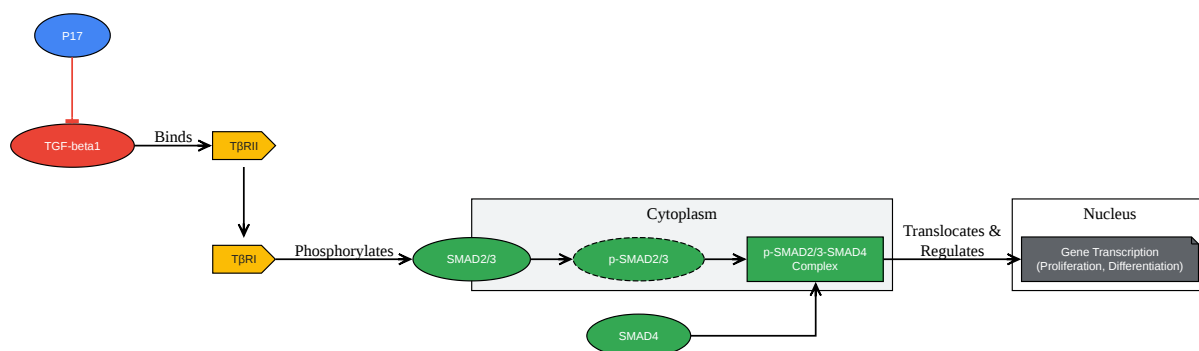 P17
TGF-beta1
Binds
TβRII
TβRI
Phosphorylates
SMAD2/3
Cytoplasm
p-SMAD2/3
p-SMAD2/3-SMAD4
Complex
SMAD4
Translocates &
Regulates
Nucleus
Gene Transcription
(Proliferation, Differentiation)